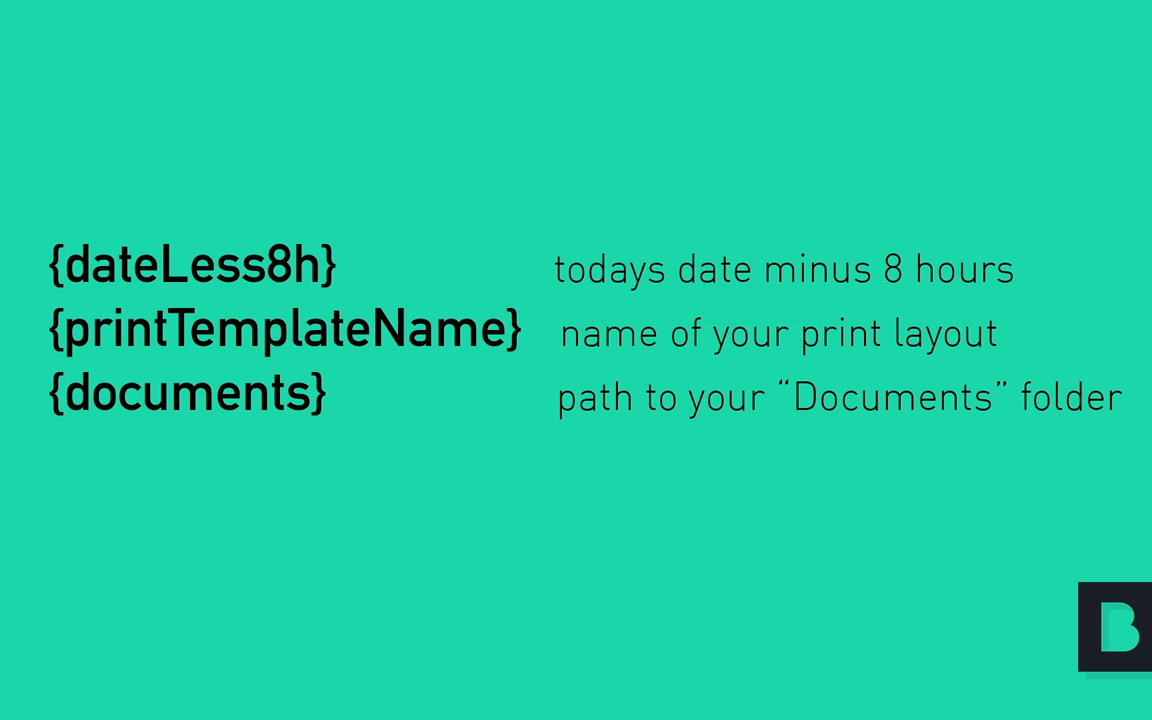 {dateLess8h} todays date minus 8 hours
{printTemplateName} name of your print layout
{documents} path to your “Documents” folder
B